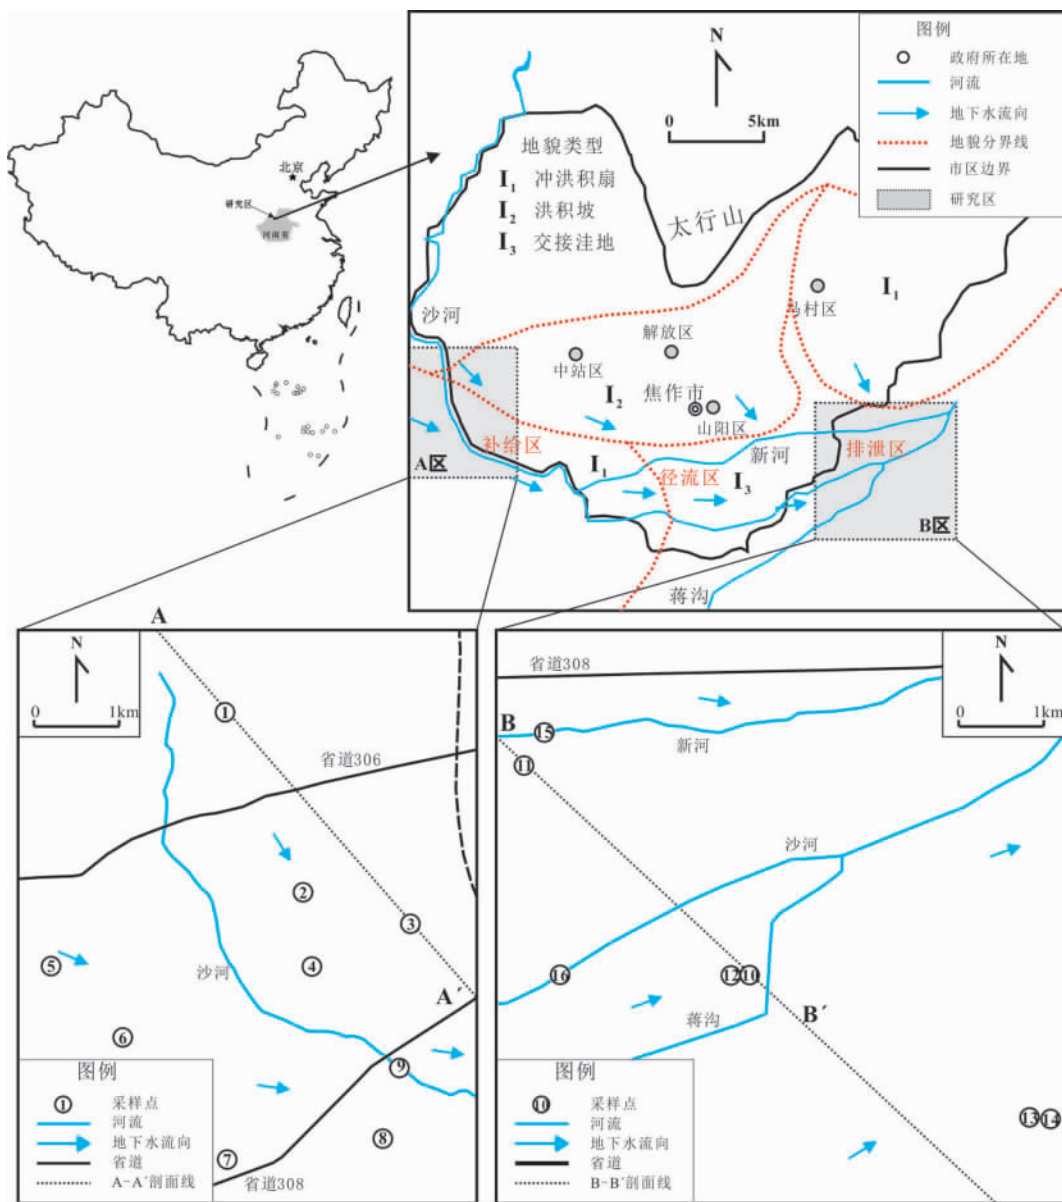 北京
研究区
河南省
N
0 5km
图例
政府所在地
河流
地下水流向
地貌分界线
市区边界
研究区
地貌类型
I₁ 冲洪积扇
I₂ 洪积坡
I₃ 交接洼地
太行山
I₁
马村区
沙河
解放区
中站区
I₂
焦作市
山阳区
补给区
A区
I₁
径流区
新河
I₃
排泄区
B区
蒋沟
A
N
0 1km
①
省道306
②
③
④
⑤
沙河
A′
⑥
⑨
⑧
⑦
省道308
图例
① 采样点
河流
地下水流向
省道
A-A′剖面线
省道308
N
0 1km
B
⑮
新河
⑪
沙河
⑯
⑫⑩
B′
蒋沟
⑬⑭
图例
⑩ 采样点
河流
地下水流向
省道
B-B′剖面线